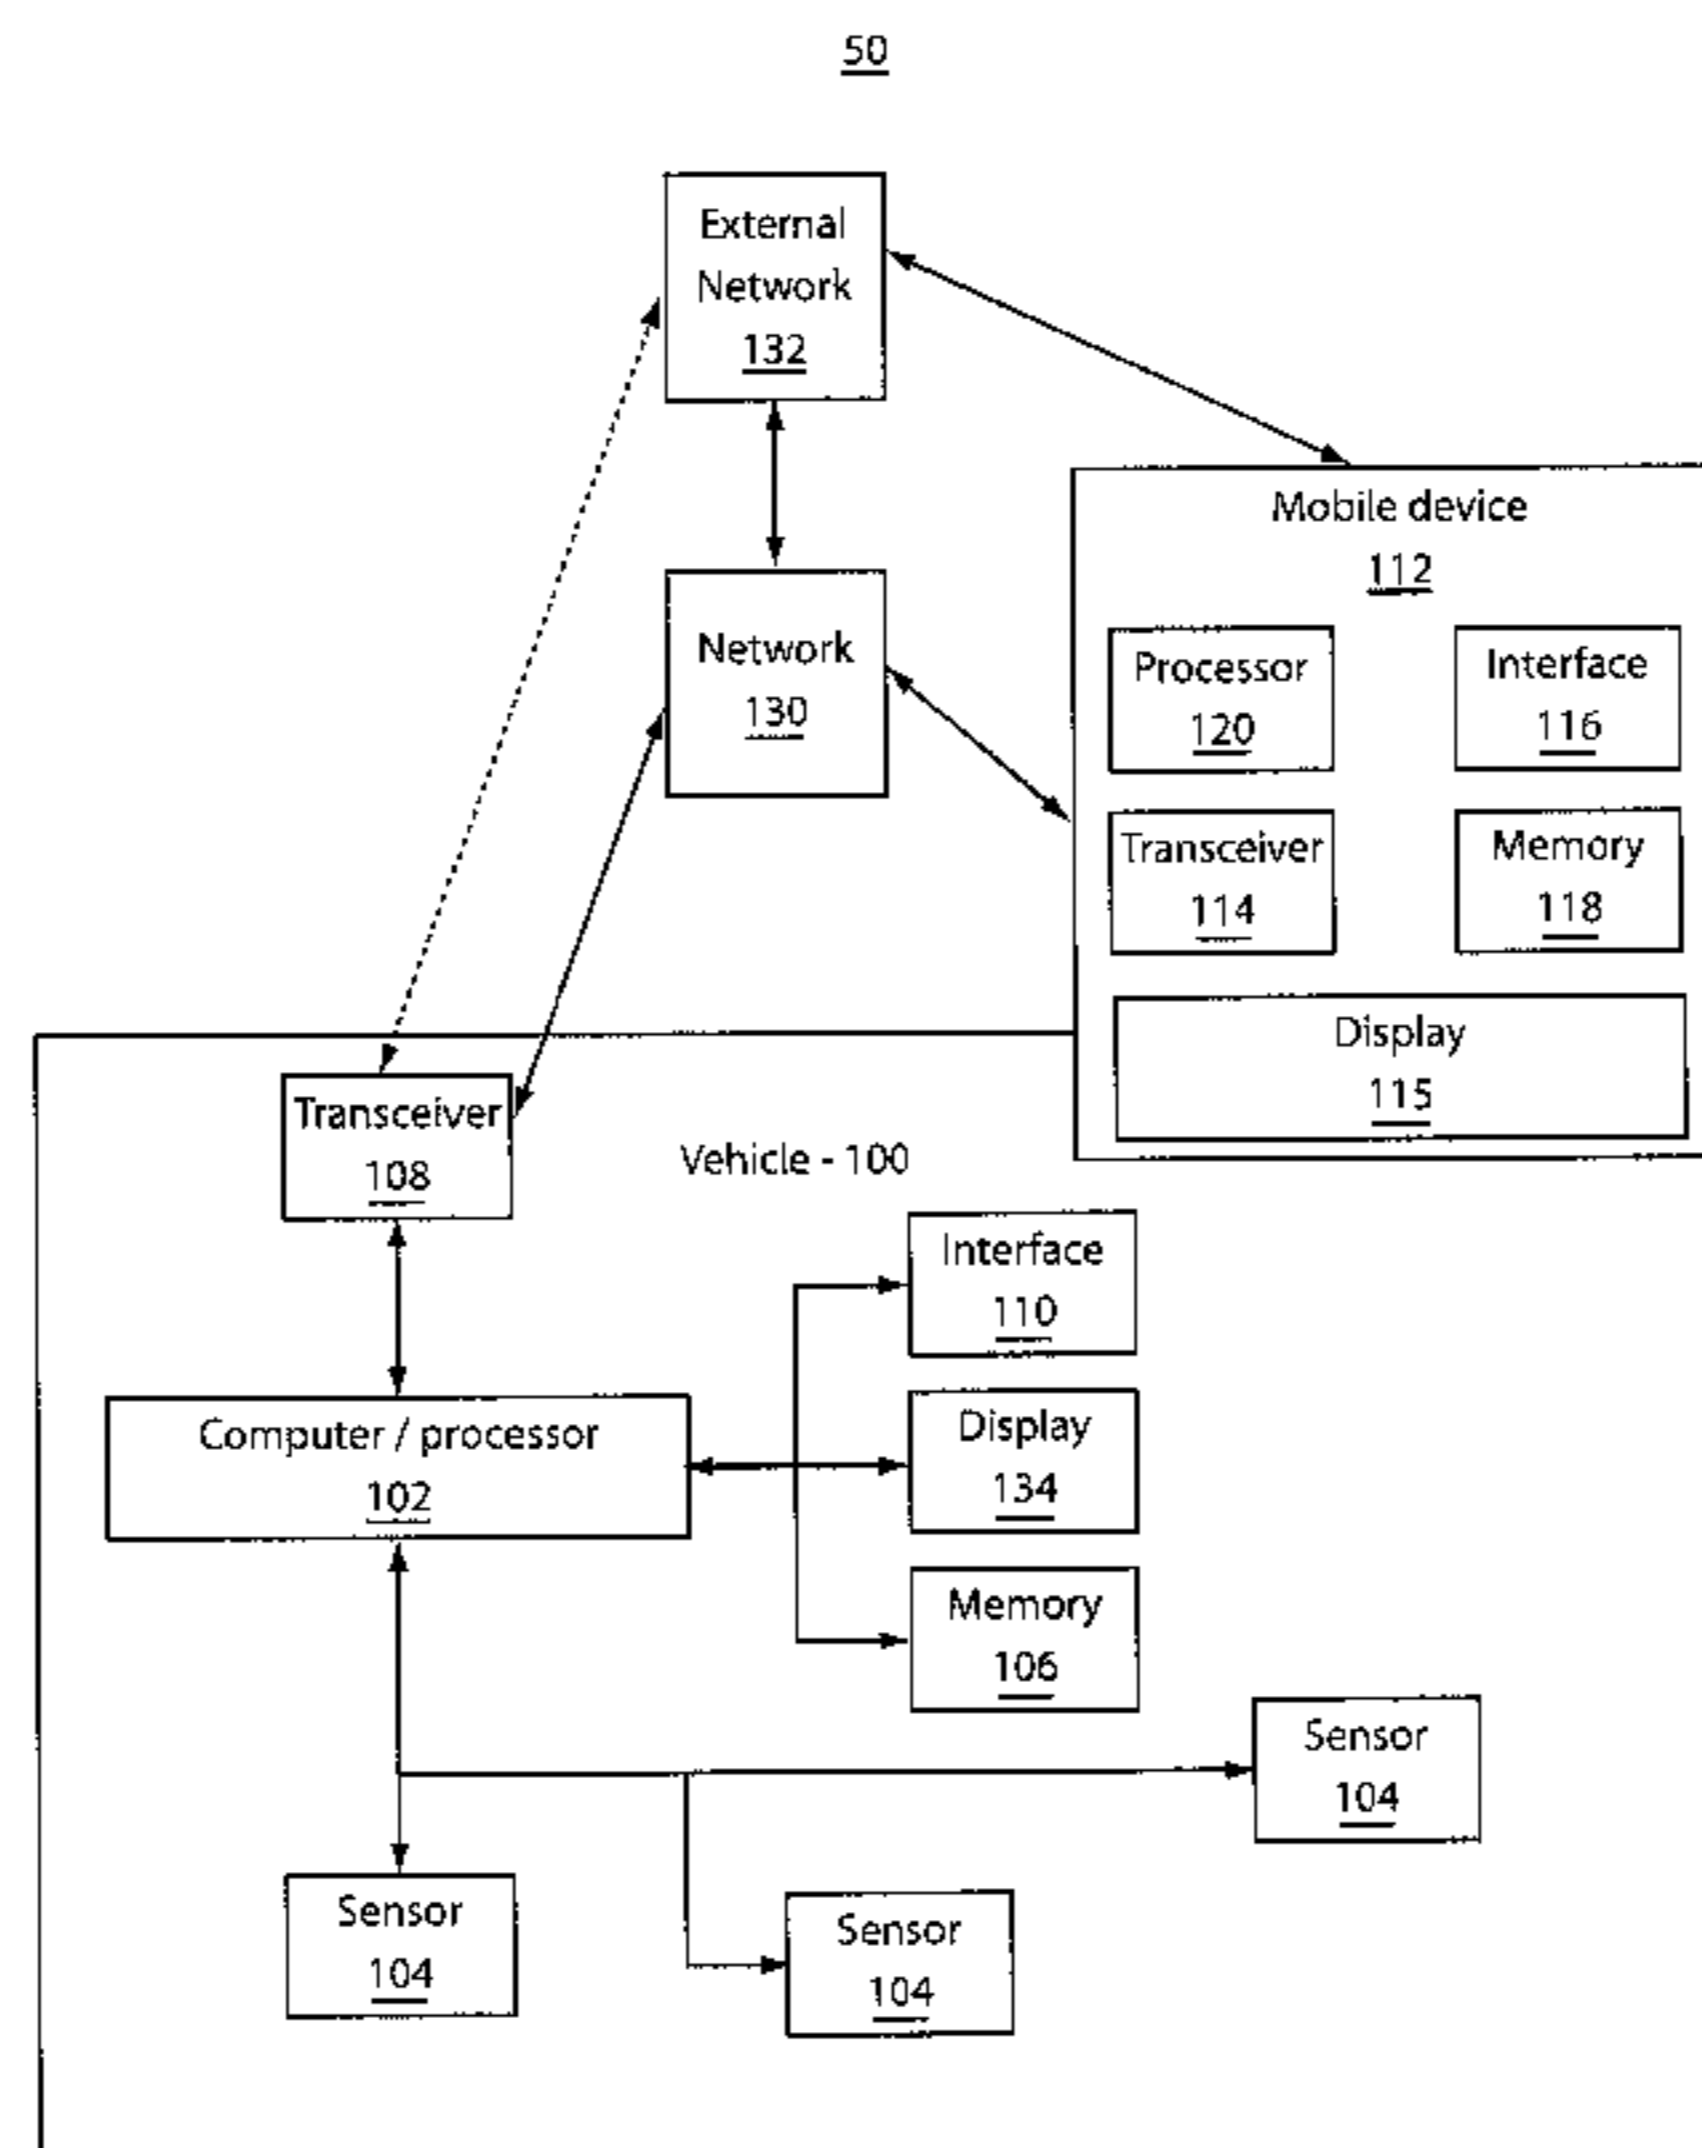 50
External
Network
132
Mobile device
112
Processor
120
Interface
116
Network
130
Transceiver
114
Memory
118
Display
115
Transceiver
108
Vehicle - 100
Interface
110
Computer / processor
102
Display
134
Memory
106
Sensor
104
Sensor
104
Sensor
104